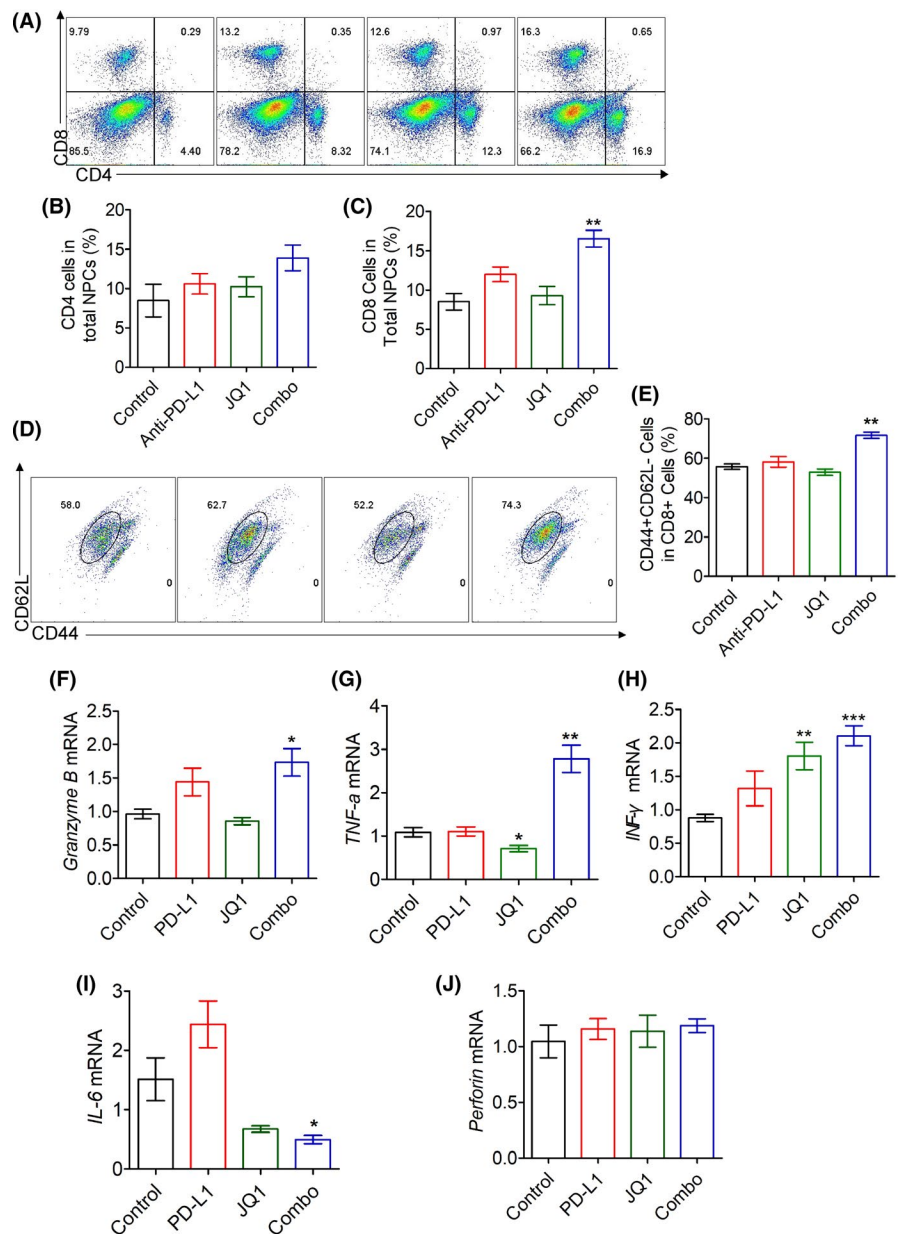 (A)
9.79 0.29 13.2 0.35 12.6 0.97 16.3 0.65
85.5 4.40 78.2 8.32 74.1 12.3 66.2 16.9
CD8
CD4
(B)
CD4 cells in
total NPCs (%)
20
15
10
5
0
Control Anti-PD-L1 JQ1 Combo
(C)
CD8 Cells in
Total NPCs (%)
20
15
10
5
0
**
Control Anti-PD-L1 JQ1 Combo
(D)
58.0 0 62.7 0 52.2 0 74.3 0
CD62L
CD44
(E)
CD44+CD62L- Cells
in CD8+ Cells (%)
80
60
40
20
0
**
Control Anti-PD-L1 JQ1 Combo
(F)
Granzyme B mRNA
2.5
2.0
1.5
1.0
0.5
0.0
*
Control PD-L1 JQ1 Combo
(G)
TNF-a mRNA
4
3
2
1
0
*
**
Control PD-L1 JQ1 Combo
(H)
INF-γ mRNA
2.5
2.0
1.5
1.0
0.5
0.0
**
***
Control PD-L1 JQ1 Combo
(I)
IL-6 mRNA
3
2
1
0
*
Control PD-L1 JQ1 Combo
(J)
Perforin mRNA
1.5
1.0
0.5
0.0
Control PD-L1 JQ1 Combo